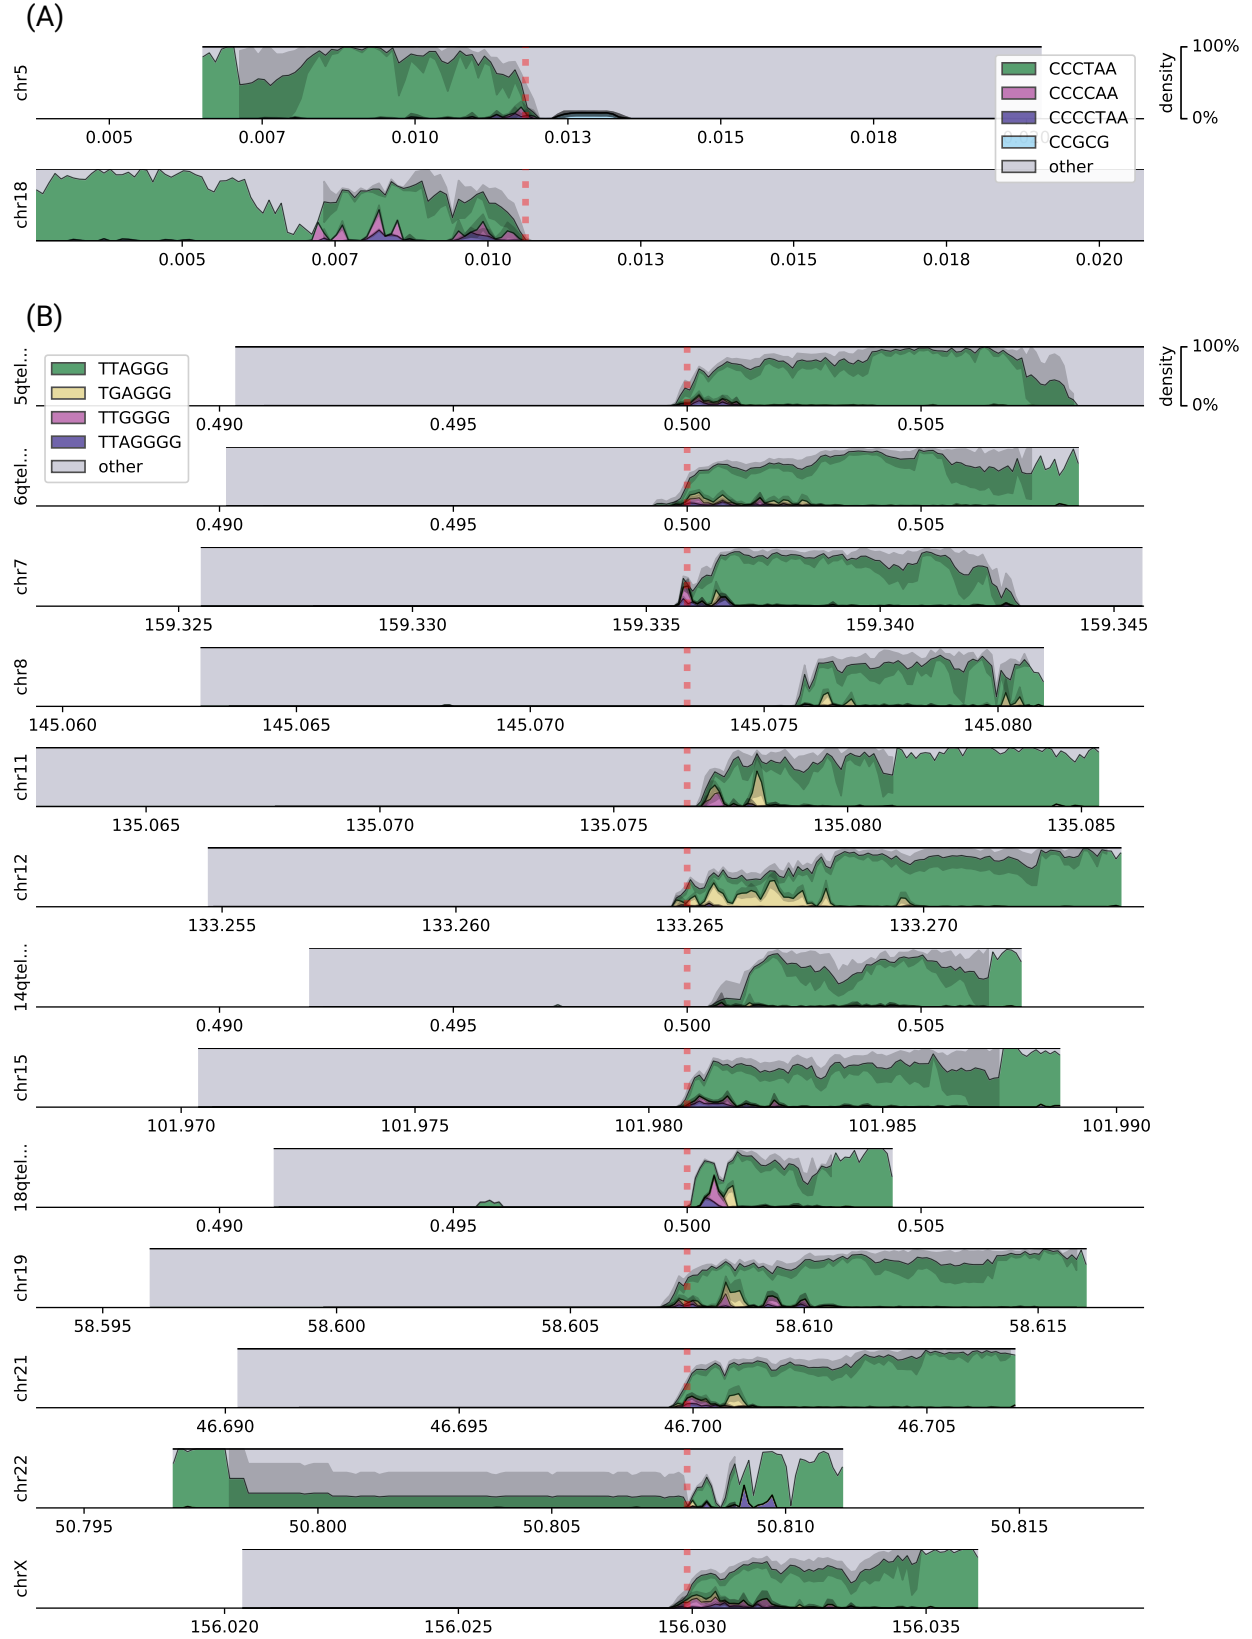 (A)
chr5
0.005 0.007 0.010 0.013 0.015 0.018 0.020
density
100%
0%
CCCTAA
CCCCAA
CCCCTAA
CCGCG
other
chr18
0.005 0.007 0.010 0.013 0.015 0.018 0.020
(B)
5qtel...
TTAGGG
TGAGGG
TTGGGG
TTAGGGG
other
density
100%
0%
0.490 0.495 0.500 0.505
6qtel...
0.490 0.495 0.500 0.505
chr7
159.325 159.330 159.335 159.340 159.345
chr8
145.060 145.065 145.070 145.075 145.080
chr11
135.065 135.070 135.075 135.080 135.085
chr12
133.255 133.260 133.265 133.270
14qtel...
0.490 0.495 0.500 0.505
chr15
101.970 101.975 101.980 101.985 101.990
18qtel...
0.490 0.495 0.500 0.505
chr19
58.595 58.600 58.605 58.610 58.615
chr21
46.690 46.695 46.700 46.705
chr22
50.795 50.800 50.805 50.810 50.815
chrX
156.020 156.025 156.030 156.035